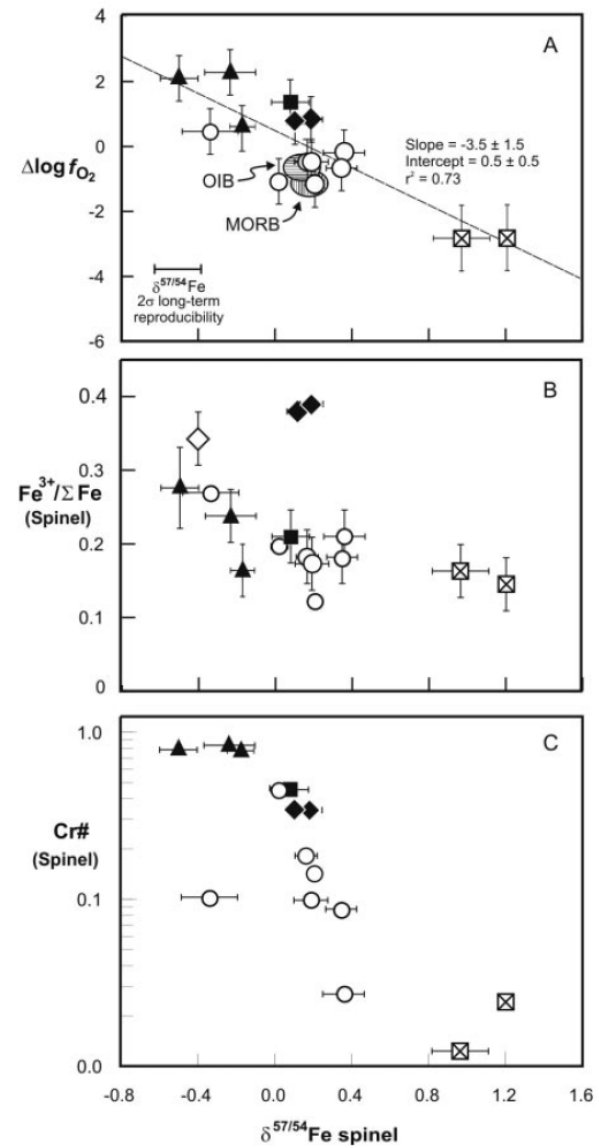 4
A
2
0
-2
-4
-6
Δlog fO₂
OIB
MORB
Slope = -3.5 ± 1.5
Intercept = 0.5 ± 0.5
r² = 0.73
δ⁵⁷/⁵⁴Fe
2σ long-term
reproducibility
B
0.4
0.3
0.2
0.1
0
Fe³⁺/Σ Fe
(Spinel)
C
1.0
0.1
0.0
Cr#
(Spinel)
-0.8 -0.4 0.0 0.4 0.8 1.2 1.6
δ⁵⁷/⁵⁴Fe spinel